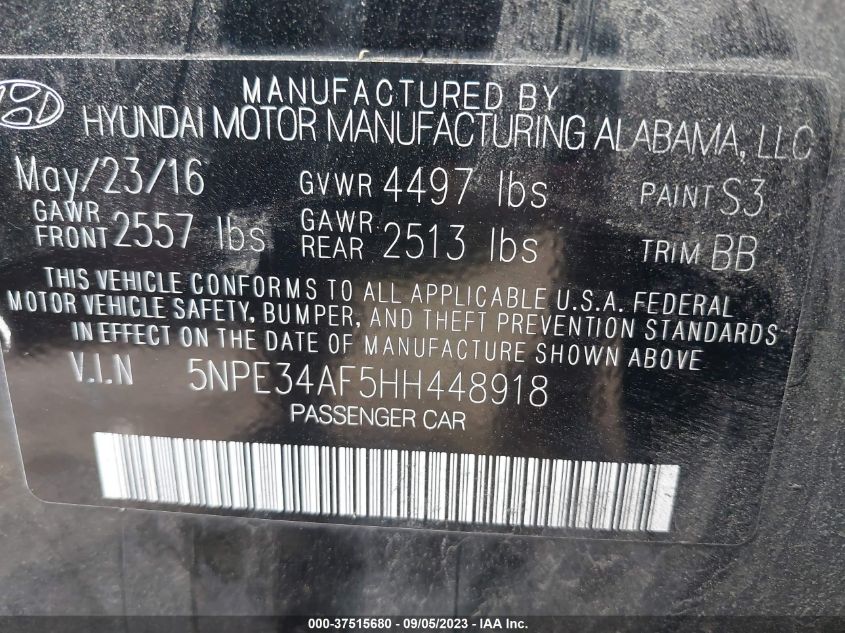 MANUFACTURED BY
HYUNDAI MOTOR MANUFACTURING ALABAMA, LLC
May/23/16 GVWR 4497 lbs PAINT S3
GAWR FRONT 2557 lbs GAWR REAR 2513 lbs TRIM BB
THIS VEHICLE CONFORMS TO ALL APPLICABLE U.S.A. FEDERAL
MOTOR VEHICLE SAFETY, BUMPER, AND THEFT PREVENTION STANDARDS
IN EFFECT ON THE DATE OF MANUFACTURE SHOWN ABOVE
V.I.N 5NPE34AF5HH448918
PASSENGER CAR
000-37515680 - 09/05/2023 - IAA Inc.